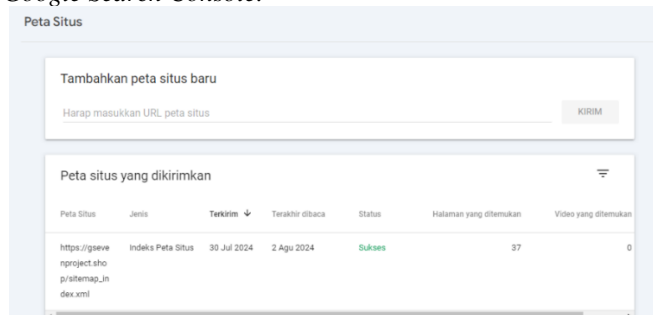 Google Search Console.
Peta Situs
Tambahkan peta situs baru
Harap masukkan URL peta situs
KIRIM
Peta situs yang dikirimkan
Peta Situs Jenis Terkirim ↓ Terakhir dibaca Status Halaman yang ditemukan Video yang ditemukan
https://gseve Indeks Peta Situs 30 Jul 2024 2 Agu 2024 Sukses 37 0
nproject.sho
p/sitemap_in
dex.xml